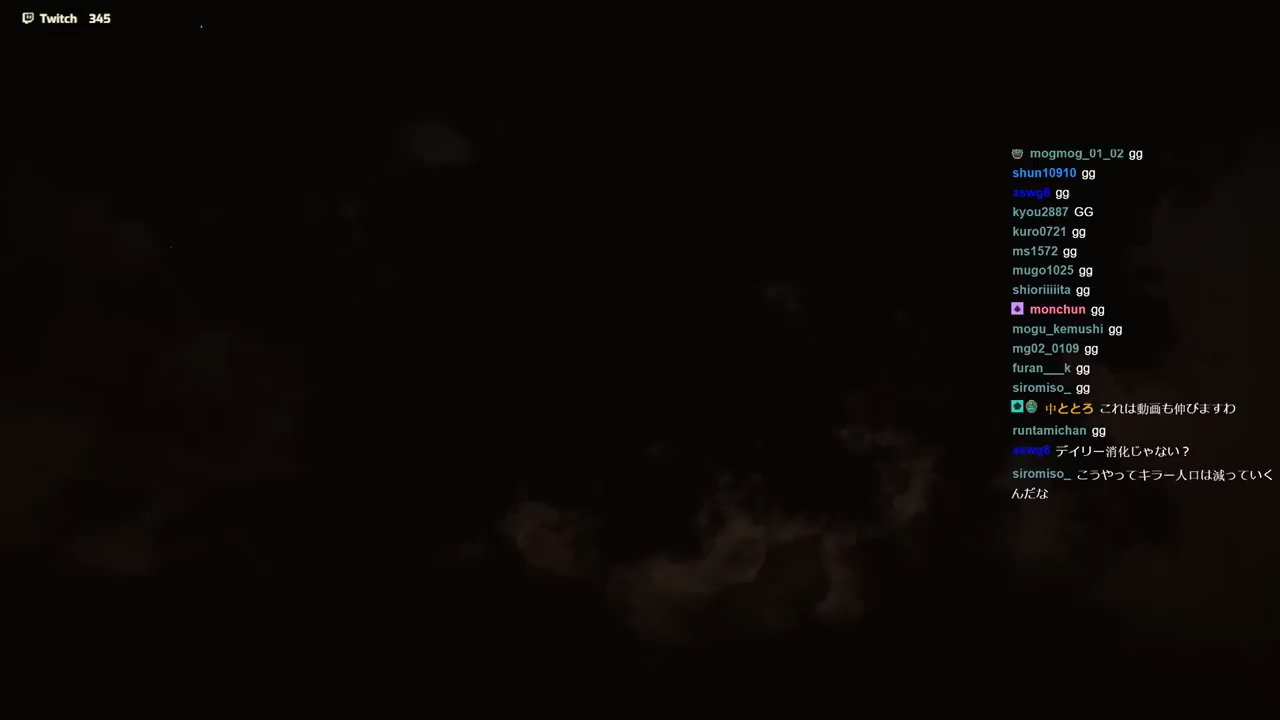 Twitch 345
mogmog_01_02 gg
shun10910 gg
aswg8 gg
kyou2887 GG
kuro0721 gg
ms1572 gg
mugo1025 gg
shioriiiiita gg
monchun gg
mogu_kemushi gg
mg02_0109 gg
furan___k gg
siromiso_ gg
中ととろ これは動画も伸びますわ
runtamichan gg
aswg8 デイリー消化じゃない？
siromiso_ こうやってキラー人口は減っていく
んだな